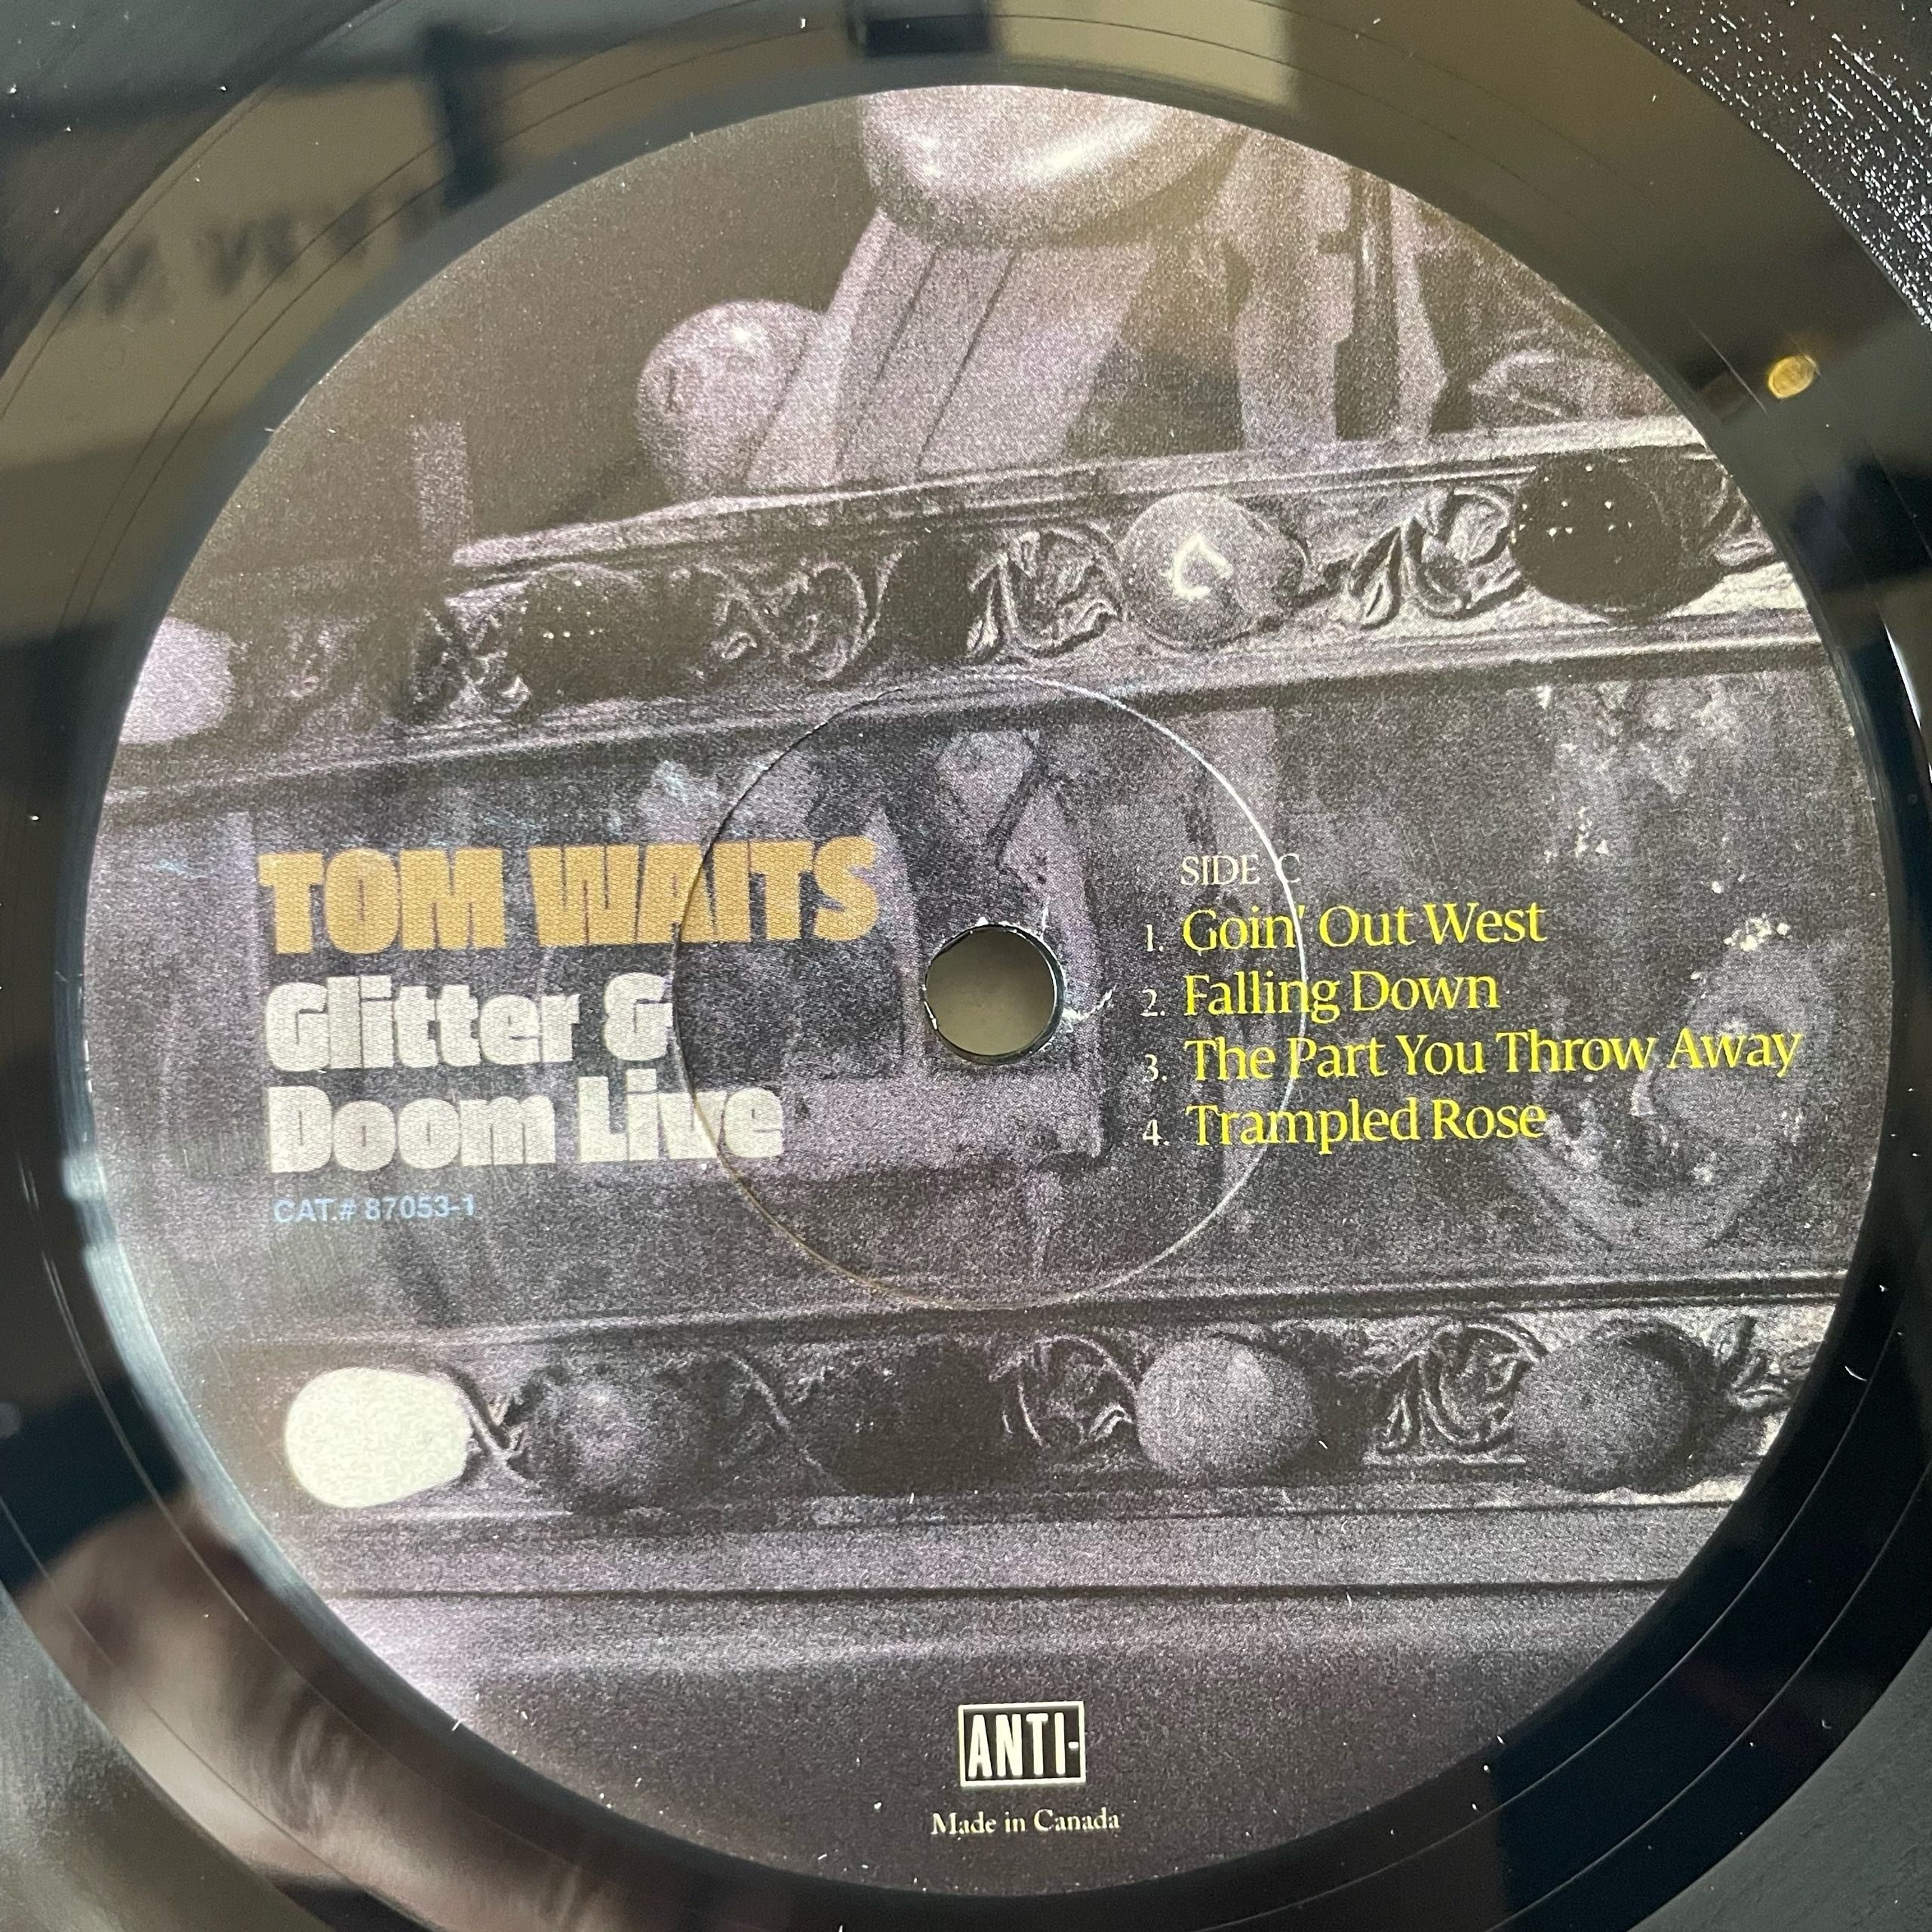 TOM WAITS
Glitter &
Doom Live
CAT.# 87053-1
SIDE C
1. Goin' Out West
2. Falling Down
3. The Part You Throw Away
4. Trampled Rose
ANTI-
Made in Canada